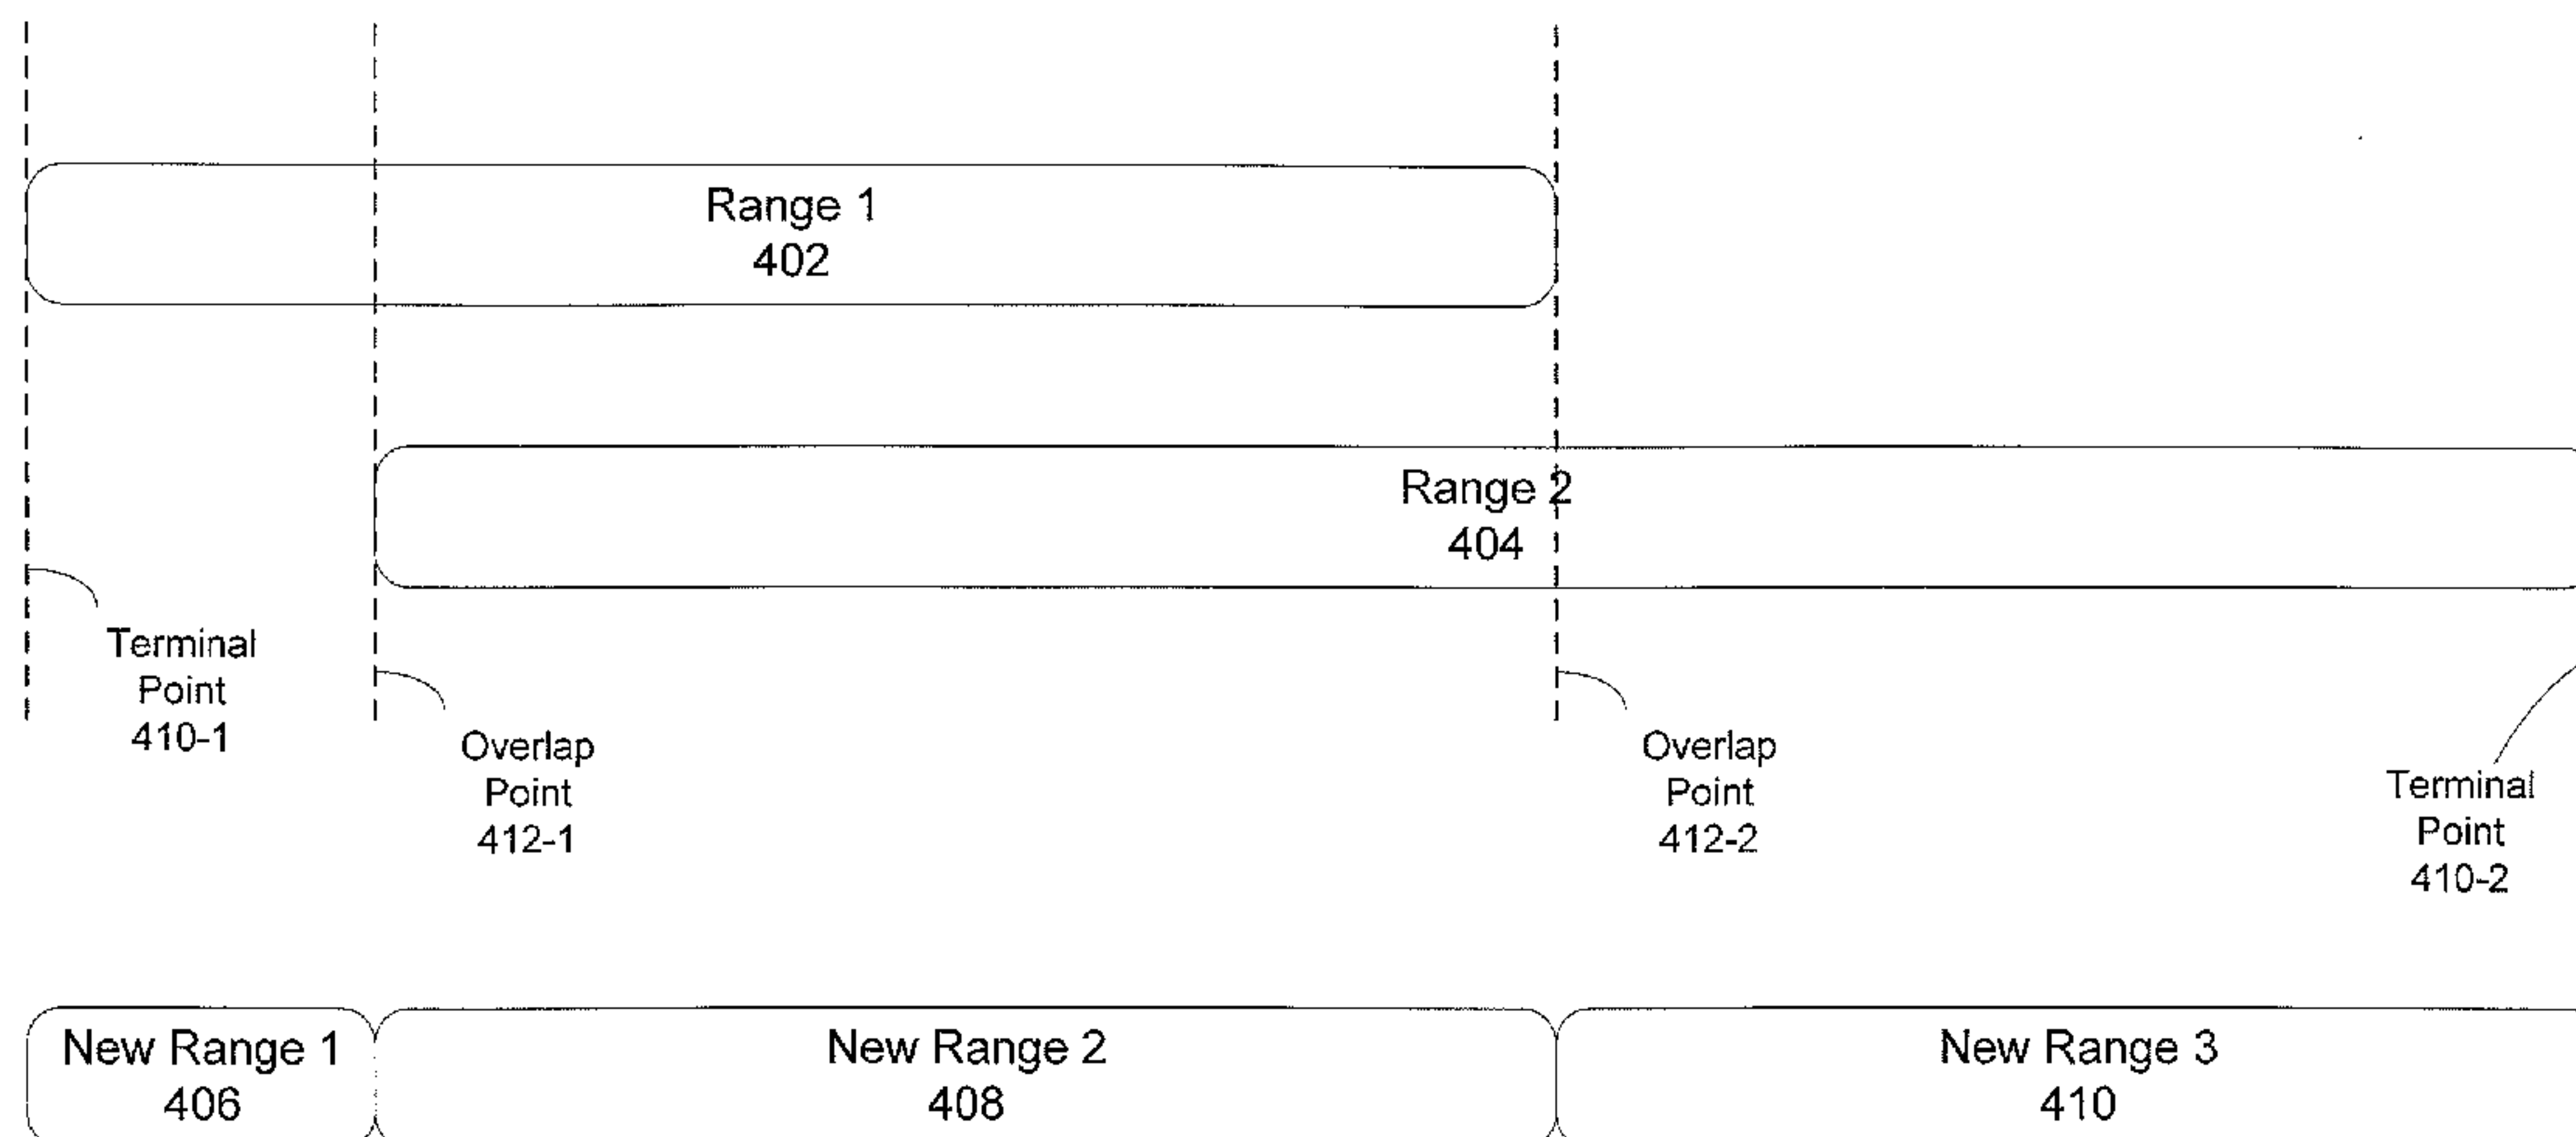 Range 1
402
Range 2
404
Terminal
Point
410-1
Overlap
Point
412-1
Overlap
Point
412-2
Terminal
Point
410-2
New Range 1
406
New Range 2
408
New Range 3
410